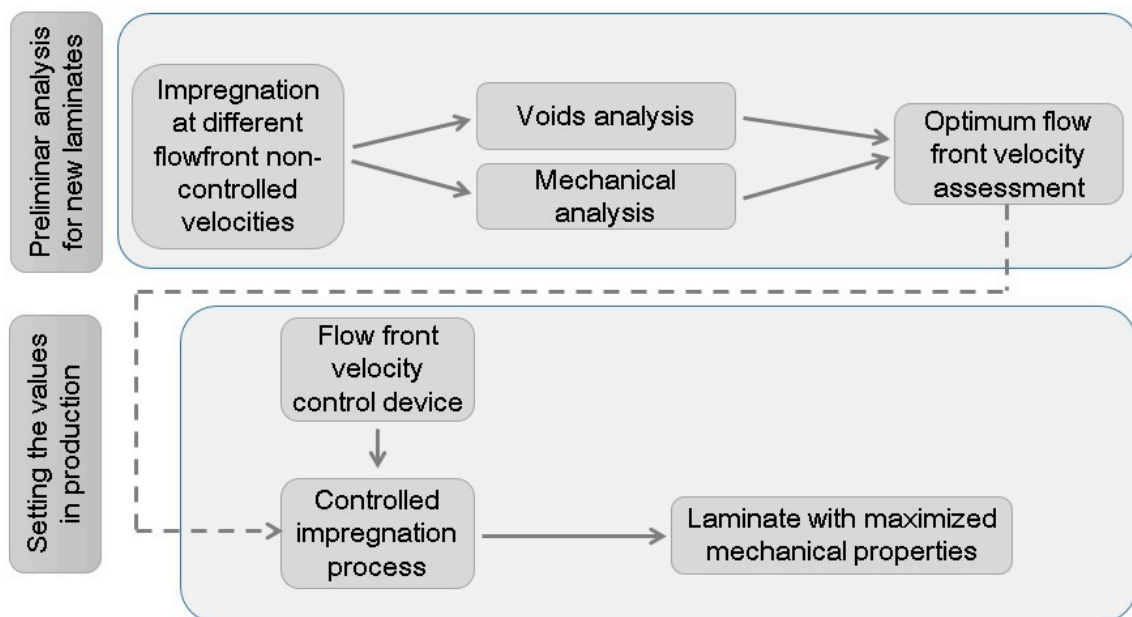 Preliminar analysis
for new laminates
Impregnation
at different
flowfront non-
controlled
velocities
Voids analysis
Mechanical
analysis
Optimum flow
front velocity
assessment
Setting the values
in production
Flow front
velocity
control device
Controlled
impregnation
process
Laminate with maximized
mechanical properties